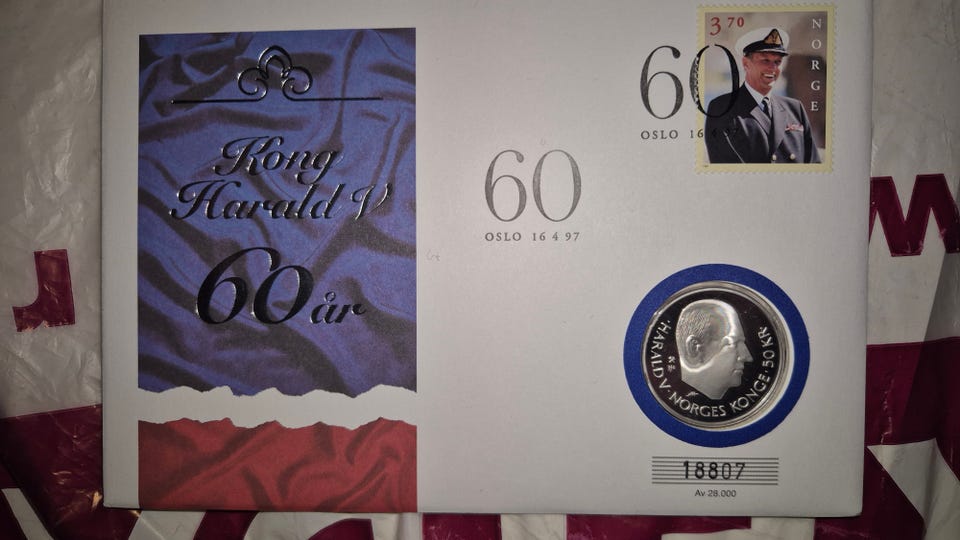 Kong
Harald V
60 år
60
OSLO 16 4 97
60
OSLO 16 4 97
3 70
NORGE
HARALD V · NORGES KONGE · 50 KR
18807
Av 28.000
J
W